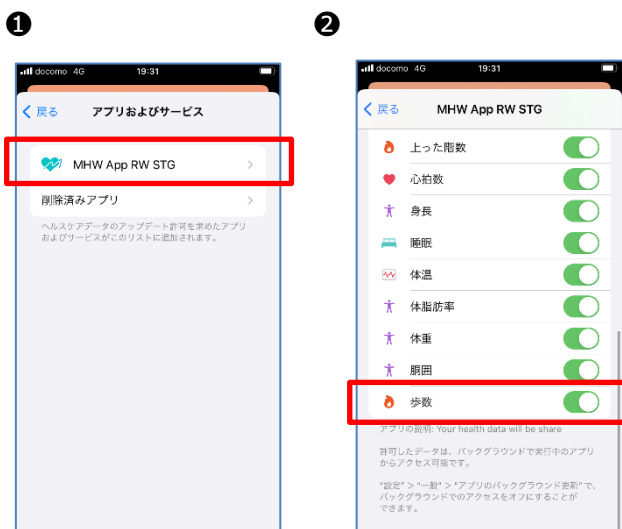 ❶
docomo 4G 19:31
戻る アプリおよびサービス
MHW App RW STG
削除済みアプリ
ヘルスケアデータのアップデート許可を求めたアプリ
およびサービスがこのリストに追加されます。
❷
docomo 4G 19:31
戻る MHW App RW STG
上った階数
心拍数
身長
睡眠
体温
体脂肪率
体重
胴囲
歩数
アプリの説明: Your health data will be share
許可したデータは、バックグラウンドで実行中のアプリ
からアクセス可能です。
"設定" > "一般" > "アプリのバックグラウンド更新" で、
バックグラウンドでのアクセスをオフにすることが
できます。